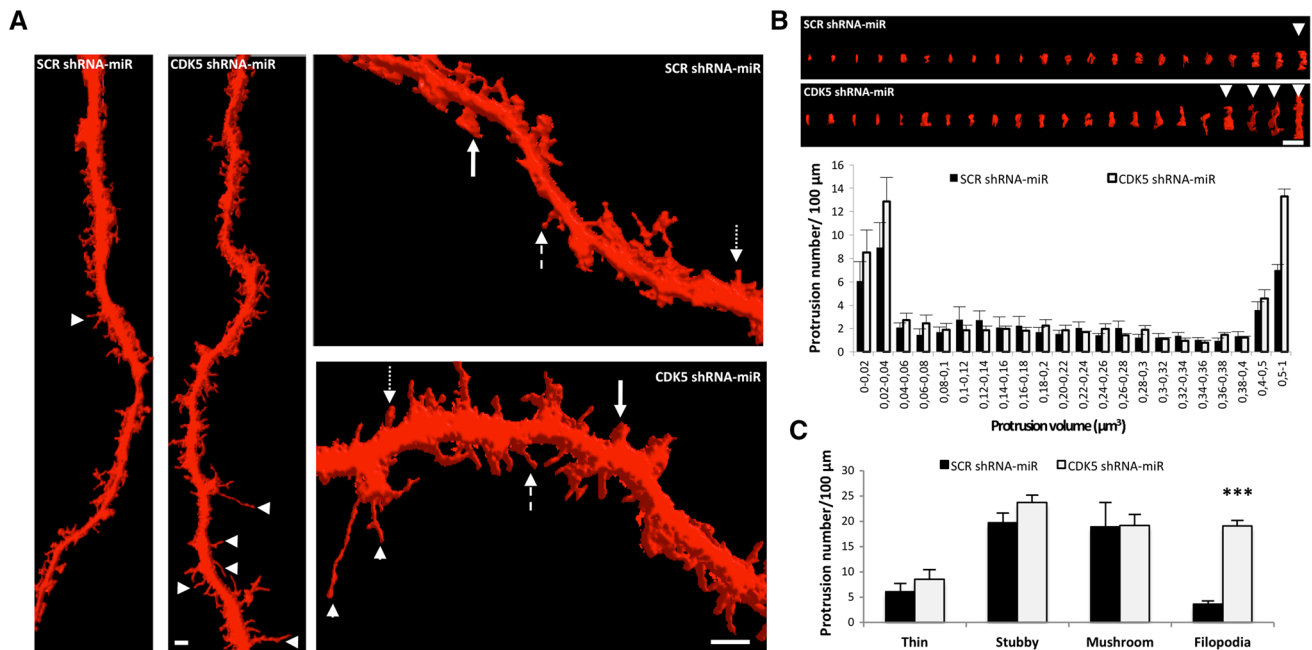 A
SCR shRNA-miR
CDK5 shRNA-miR
SCR shRNA-miR
CDK5 shRNA-miR
B
SCR shRNA-miR
CDK5 shRNA-miR
Protrusion number/ 100 µm
16
14
12
10
8
6
4
2
0
SCR shRNA-miR
CDK5 shRNA-miR
0-0,02
0,02-0,04
0,04-0,06
0,06-0,08
0,08-0,1
0,1-0,12
0,12-0,14
0,14-0,16
0,16-0,18
0,18-0,2
0,20-0,22
0,22-0,24
0,24-0,26
0,26-0,28
0,28-0,3
0,3-0,32
0,32-0,34
0,34-0,36
0,36-0,38
0,38-0,4
0,4-0,5
0,5-1
Protrusion volume (µm³)
C
Protrusion number/100 µm
30
25
20
15
10
5
0
SCR shRNA-miR
CDK5 shRNA-miR
***
Thin
Stubby
Mushroom
Filopodia